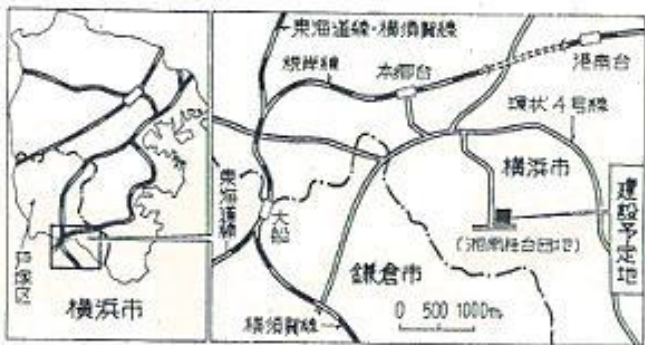 東海道線・横須賀線
根岸線
本郷台
港南台
環状4号線
横浜市
建設予定地
(湘南桂台団地)
東海道線
大船
鎌倉市
0 500 1000m
横須賀線
戸塚区
横浜市